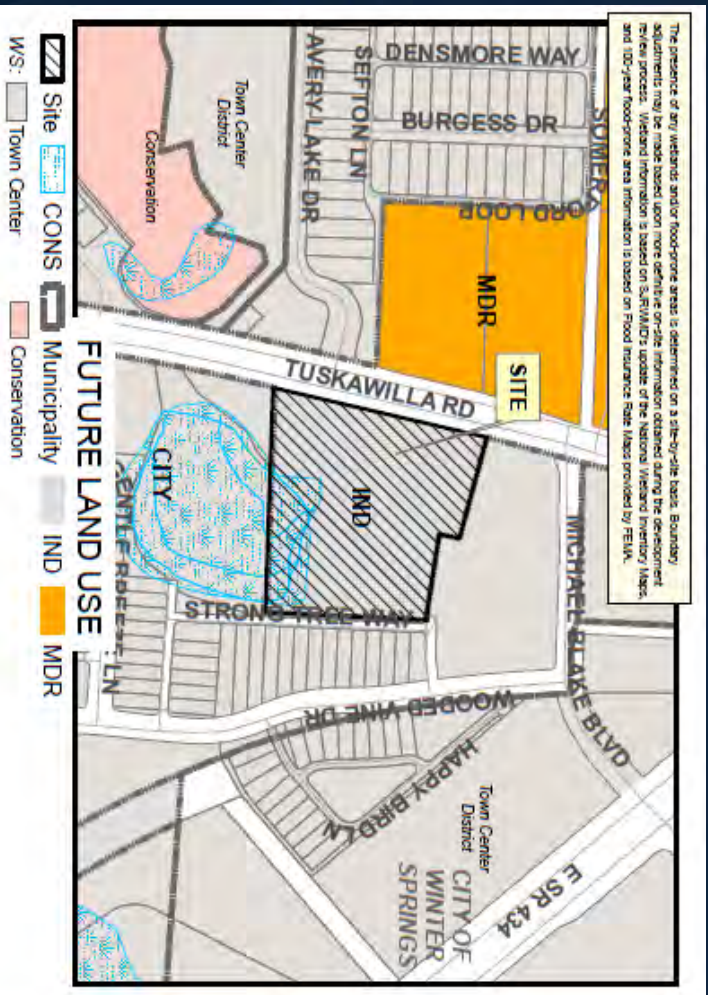 The presence of any wetlands and/or flood-prone areas is determined on a site-by-site basis. Boundary
adjustments may be made based upon more definitive on-site information obtained during the development
review process. Wetland information is based on SJRWMD's update of the National Wetland Inventory Maps,
and 100-year flood-prone area information is based on Flood Insurance Rate Maps provided by FEMA.
DENSMORE WAY
BURGESS DR
SEFTON LN
AVERY LAKE DR
Town Center
District
Conservation
ORD LOOP
MDR
SITE
TUSKAWILLA RD
IND
CITY
STRONG TREE WAY
MICHAEL BLAKE BLVD
WOODED VINE DR
HAPPY BIRD LN
Town Center
District
CITY OF
WINTER
SPRINGS
E SR 434
FUTURE LAND USE
Site CONS Municipality IND MDR
WS: Town Center Conservation